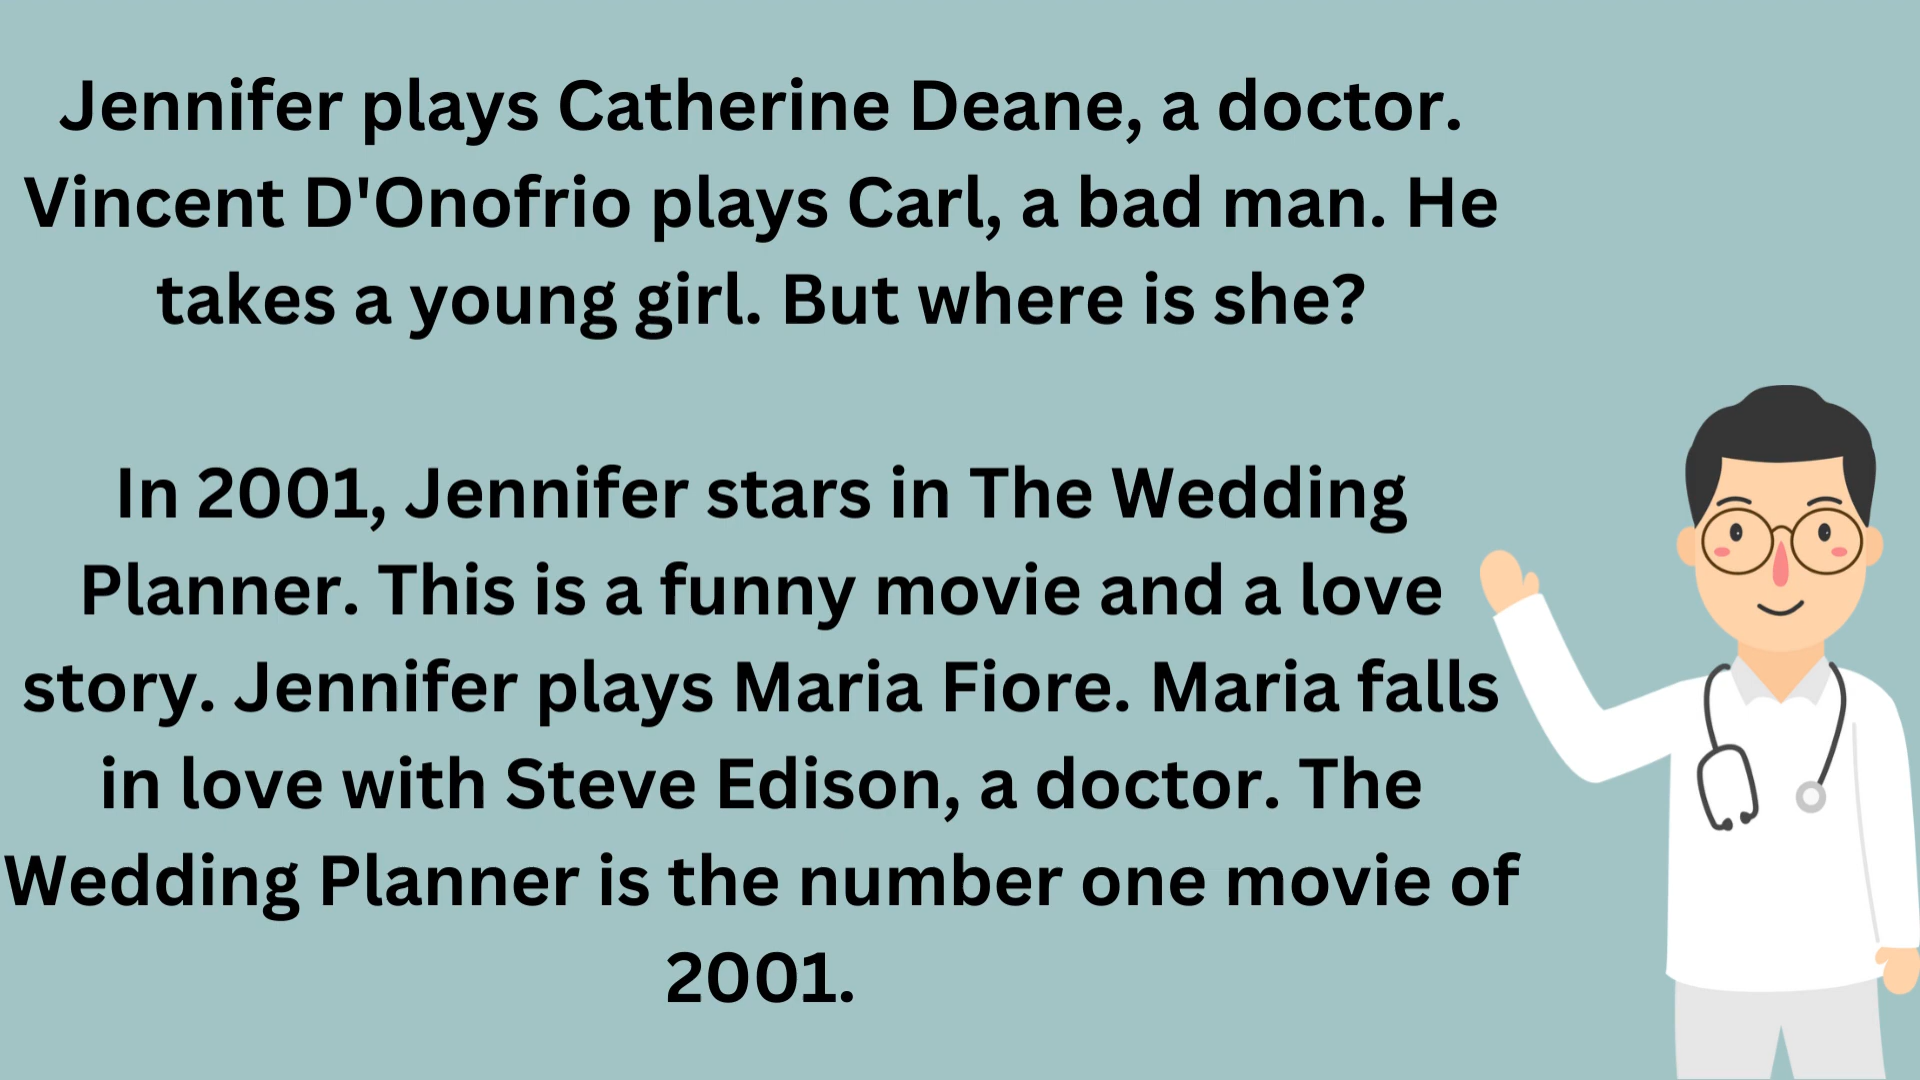 Jennifer plays Catherine Deane, a doctor.
Vincent D'Onofrio plays Carl, a bad man. He
takes a young girl. But where is she?
In 2001, Jennifer stars in The Wedding
Planner. This is a funny movie and a love
story. Jennifer plays Maria Fiore. Maria falls
in love with Steve Edison, a doctor. The
Wedding Planner is the number one movie of
2001.